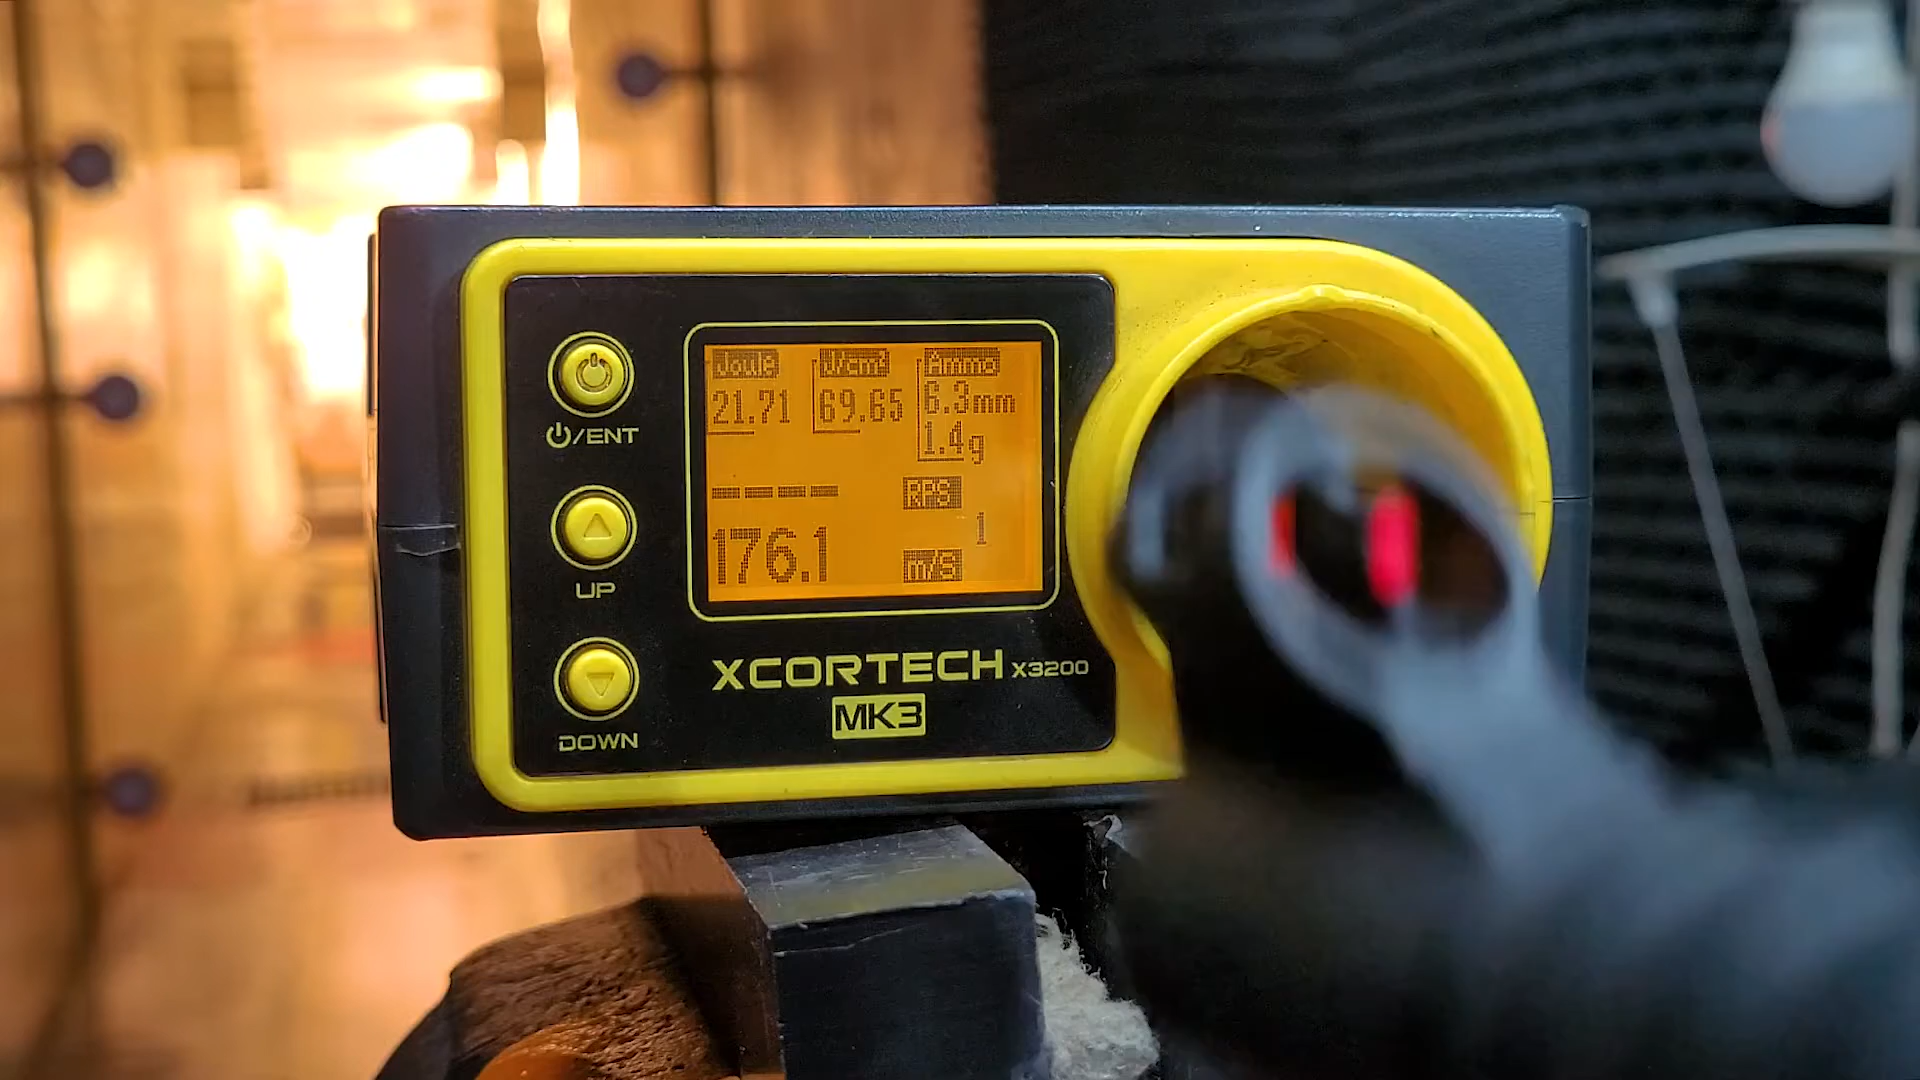 Joule J/cm² Ammo
21.71 69.65 6.3mm
1.4g
---- RPS
1
176.1 m/s
⏻/ENT
UP
DOWN
XCORTECH X3200
MK3